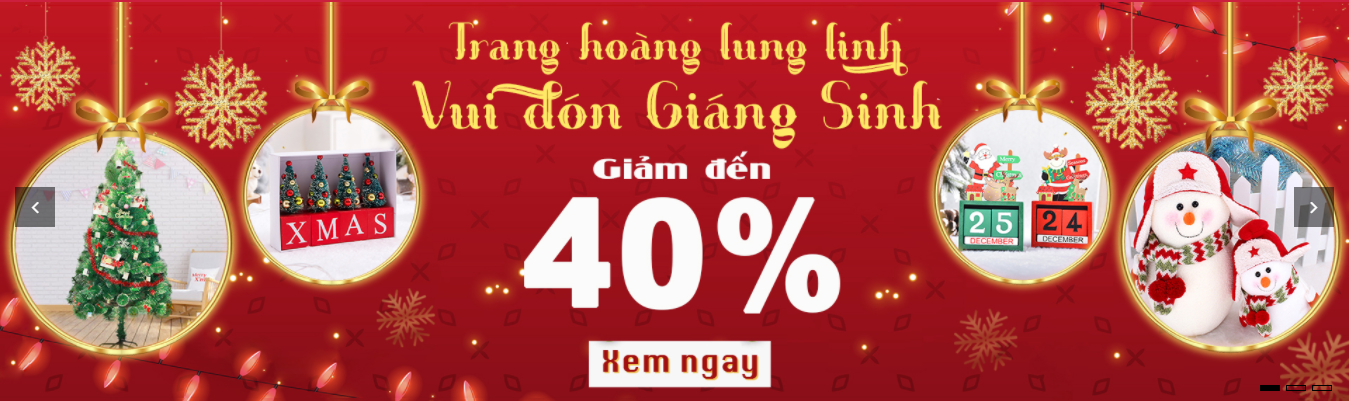 Trang hoàng lung linh
Vui đón Giáng Sinh
Giảm đến
40%
Xem ngay
XMAS
25
DECEMBER
24
DECEMBER